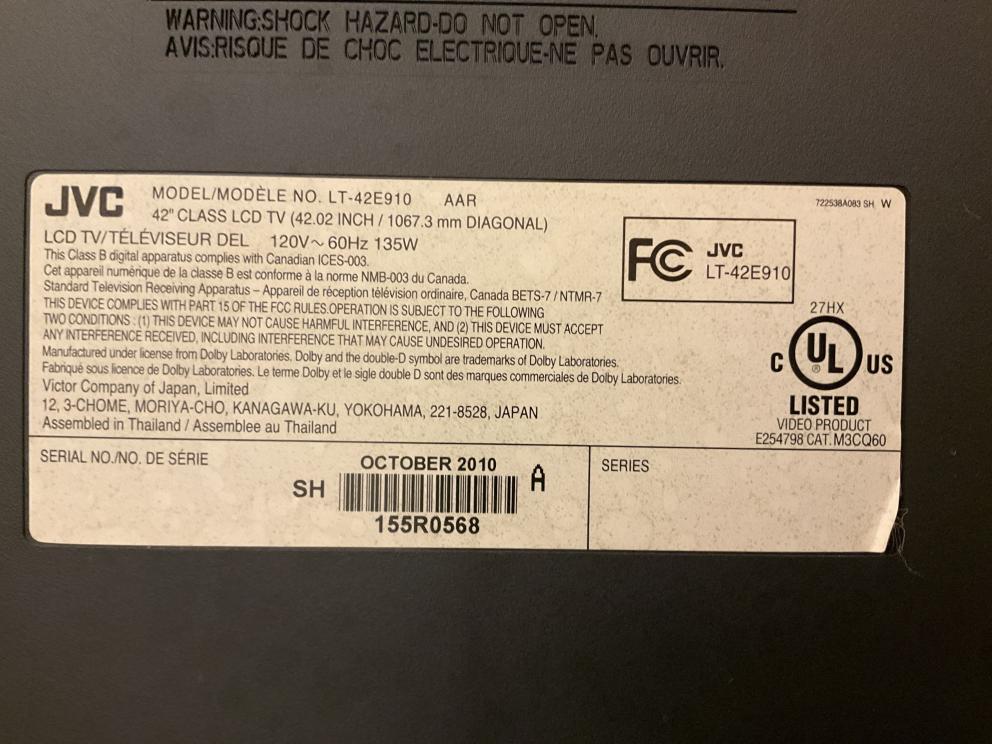 WARNING:SHOCK HAZARD-DO NOT OPEN.
AVIS:RISQUE DE CHOC ELECTRIQUE-NE PAS OUVRIR.
JVC
MODEL/MODÈLE NO. LT-42E910 AAR
42" CLASS LCD TV (42.02 INCH / 1067.3 mm DIAGONAL)
LCD TV/TÉLÉVISEUR DEL 120V~ 60Hz 135W
This Class B digital apparatus complies with Canadian ICES-003.
Cet appareil numérique de la classe B est conforme à la norme NMB-003 du Canada.
Standard Television Receiving Apparatus – Appareil de réception télévision ordinaire, Canada BETS-7 / NTMR-7
THIS DEVICE COMPLIES WITH PART 15 OF THE FCC RULES.OPERATION IS SUBJECT TO THE FOLLOWING
TWO CONDITIONS : (1) THIS DEVICE MAY NOT CAUSE HARMFUL INTERFERENCE, AND (2) THIS DEVICE MUST ACCEPT
ANY INTERFERENCE RECEIVED, INCLUDING INTERFERENCE THAT MAY CAUSE UNDESIRED OPERATION.
Manufactured under license from Dolby Laboratories. Dolby and the double-D symbol are trademarks of Dolby Laboratories.
Fabriqué sous licence de Dolby Laboratories. Le terme Dolby et le sigle double D sont des marques commerciales de Dolby Laboratories.
Victor Company of Japan, Limited
12, 3-CHOME, MORIYA-CHO, KANAGAWA-KU, YOKOHAMA, 221-8528, JAPAN
Assembled in Thailand / Assemblee au Thailand
722538A083 SH W
FC JVC
LT-42E910
27HX
C UL ® US
LISTED
VIDEO PRODUCT
E254798 CAT. M3CQ60
SERIAL NO./NO. DE SÉRIE
OCTOBER 2010
SH A
155R0568
SERIES